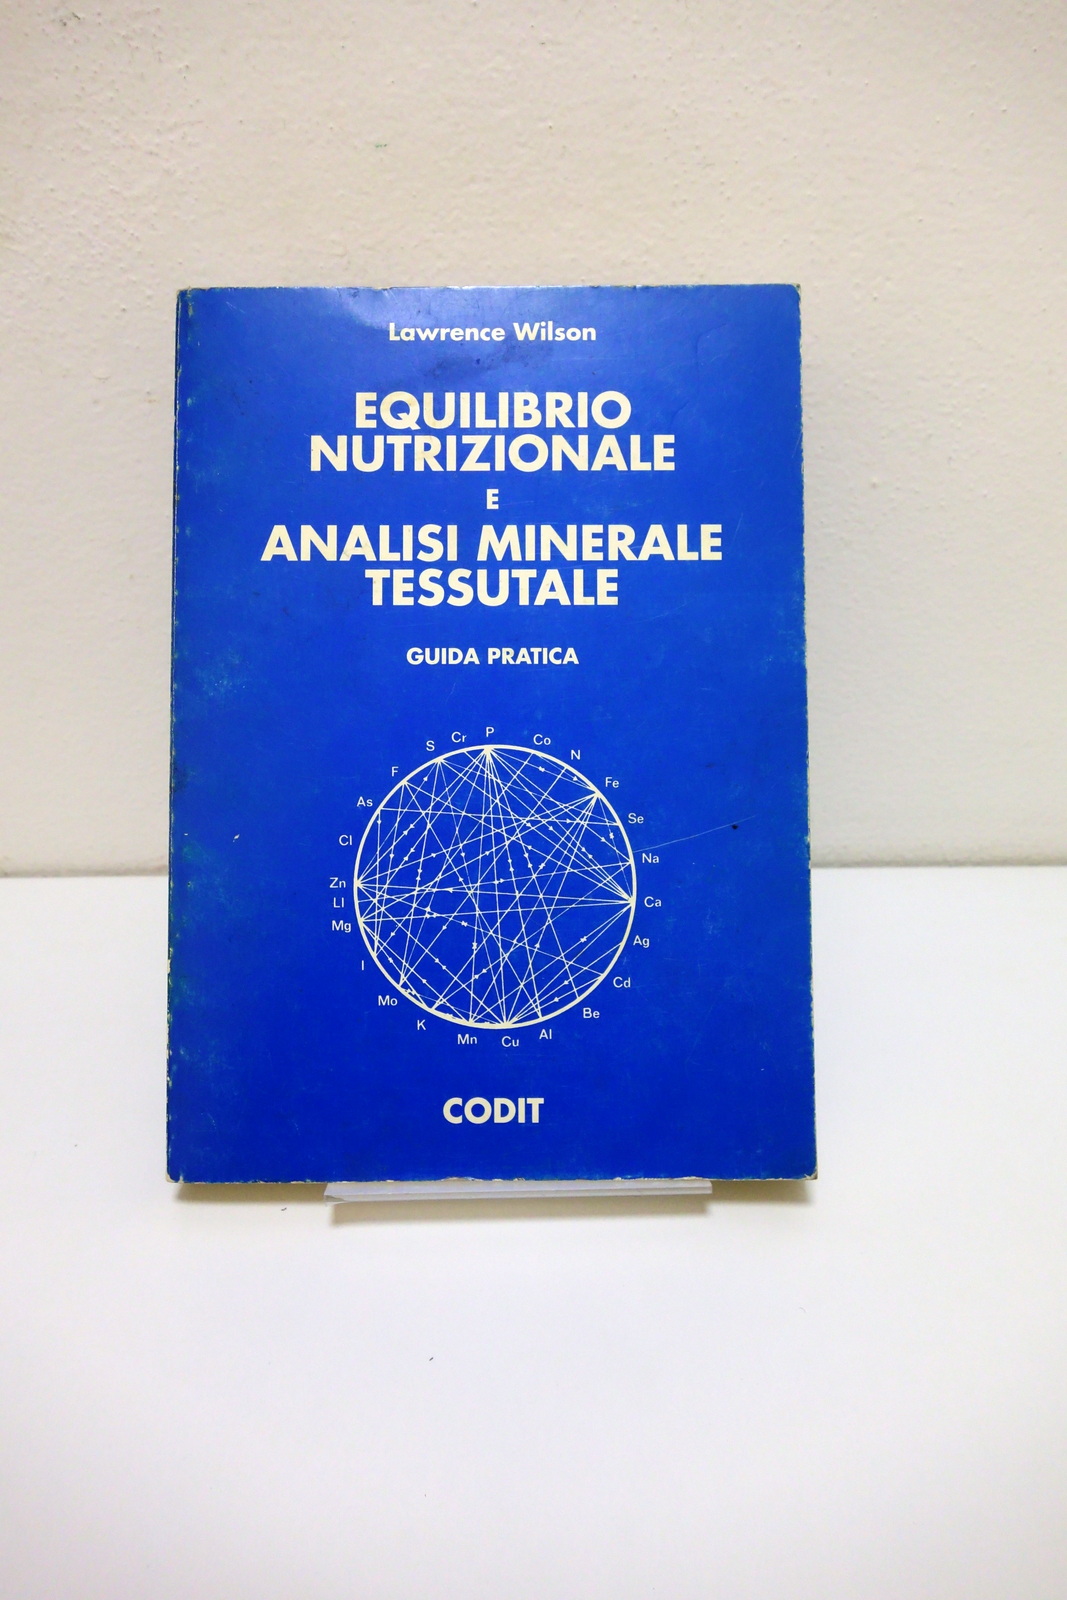 Lawrence Wilson
EQUILIBRIO
NUTRIZIONALE
E
ANALISI MINERALE
TESSUTALE
GUIDA PRATICA
P
Co
N
Fe
Se
Na
Ca
Ag
Cd
Be
Al
Cu
Mn
K
Mo
I
Mg
LI
Zn
Cl
As
F
S
Cr
CODIT